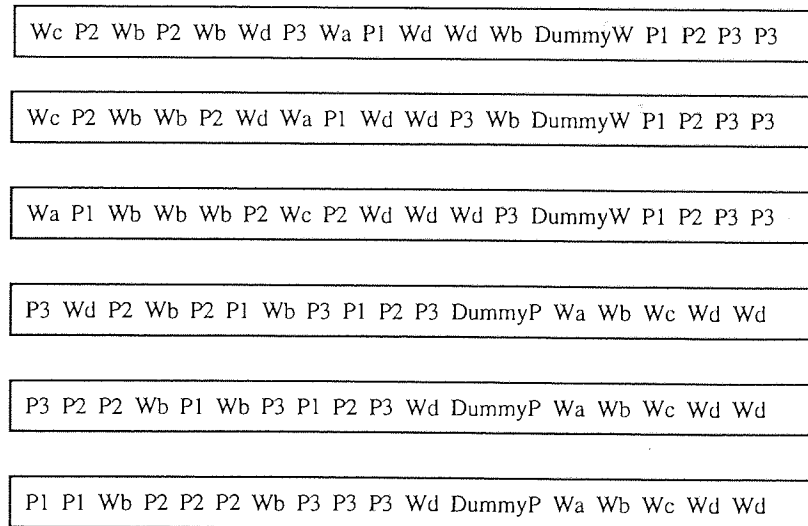 Wc P2 Wb P2 Wb Wd P3 Wa P1 Wd Wd Wb DummyW P1 P2 P3 P3
Wc P2 Wb Wb P2 Wd Wa P1 Wd Wd P3 Wb DummyW P1 P2 P3 P3
Wa P1 Wb Wb Wb P2 Wc P2 Wd Wd Wd P3 DummyW P1 P2 P3 P3
P3 Wd P2 Wb P2 P1 Wb P3 P1 P2 P3 DummyP Wa Wb Wc Wd Wd
P3 P2 P2 Wb P1 Wb P3 P1 P2 P3 Wd DummyP Wa Wb Wc Wd Wd
P1 P1 Wb P2 P2 P2 Wb P3 P3 P3 Wd DummyP Wa Wb Wc Wd Wd